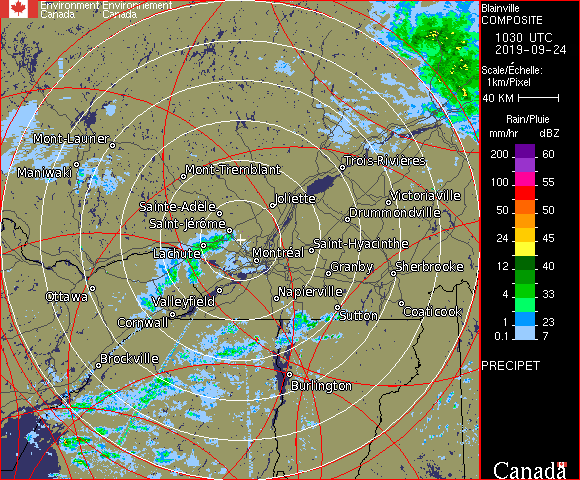 Environment Environnement
Canada Canada
Blainville
COMPOSITE
1030 UTC
2019-09-24
Scale/Échelle:
1km/Pixel
40 KM
Rain/Pluie
mm/hr dBZ
200 60
150 57
100 55
50 50
24 45
12 40
4 33
1 23
0.1 7
PRECIPET
Canada
Mont-Laurier
Maniwaki
Mont-Tremblant
Trois-Rivières
Sainte-Adèle
Joliette
Victoriaville
Drummondville
Saint-Jérôme
Lachute
Montréal
Saint-Hyacinthe
Granby
Sherbrooke
Ottawa
Valleyfield
Napierville
Cornwall
Sutton
Coaticook
Brockville
Burlington